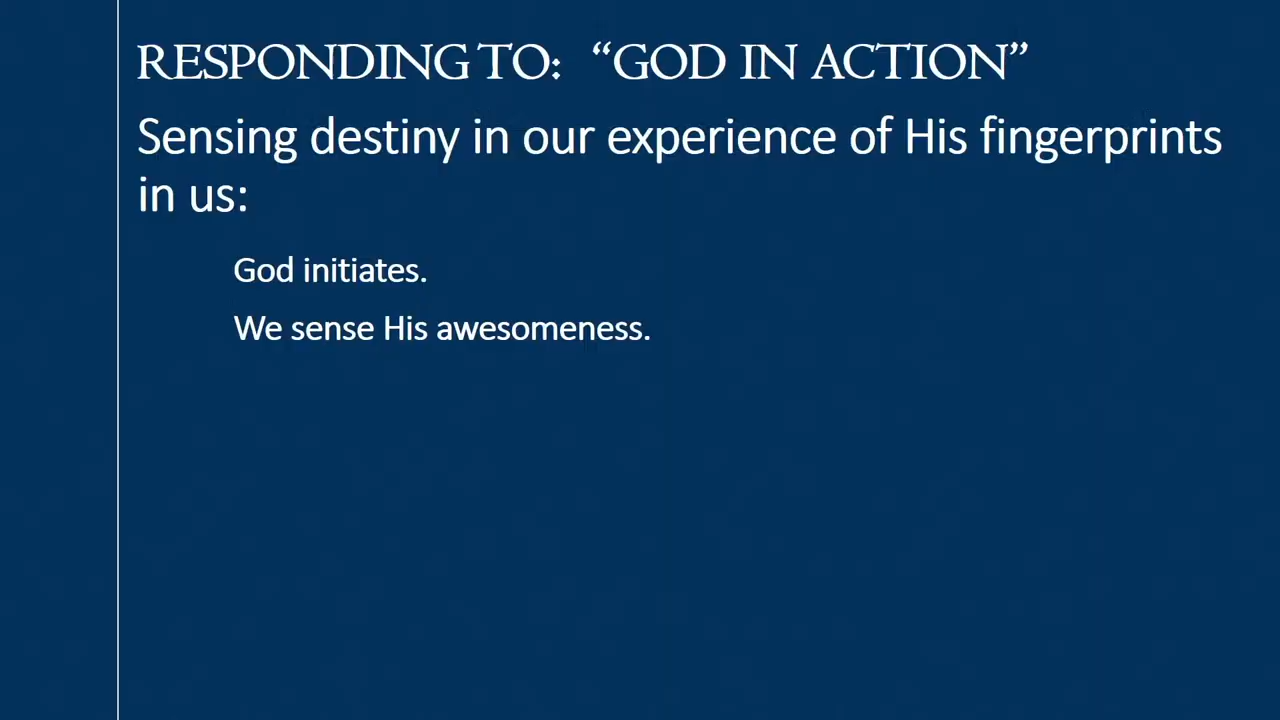 RESPONDING TO: “GOD IN ACTION”
Sensing destiny in our experience of His fingerprints
in us:
God initiates.
We sense His awesomeness.